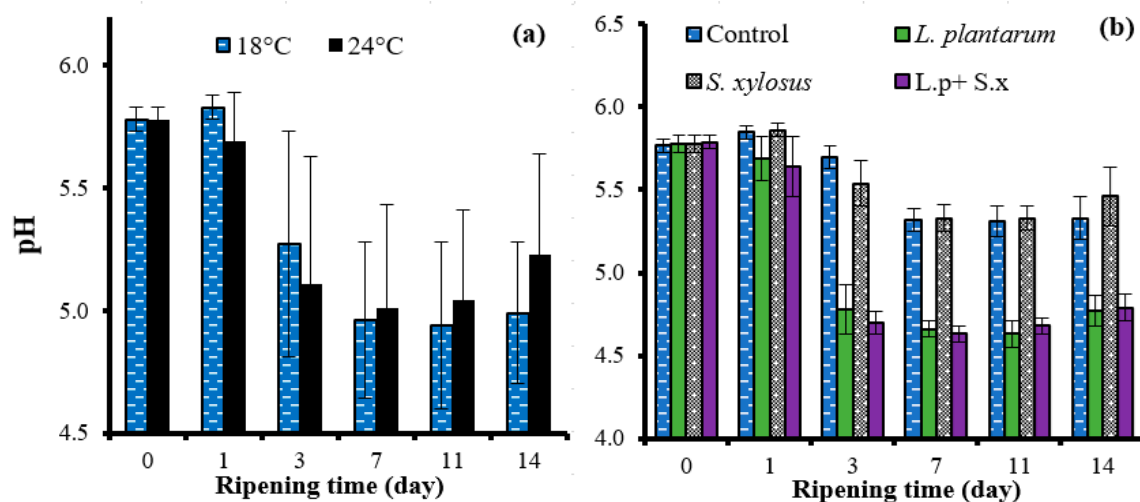 (a)
18°C 24°C
pH
6.0
5.5
5.0
4.5
0 1 3 7 11 14
Ripening time (day)
(b)
Control L. plantarum
S. xylosus L.p+ S.x
6.5
6.0
5.5
5.0
4.5
4.0
0 1 3 7 11 14
Ripening time (day)